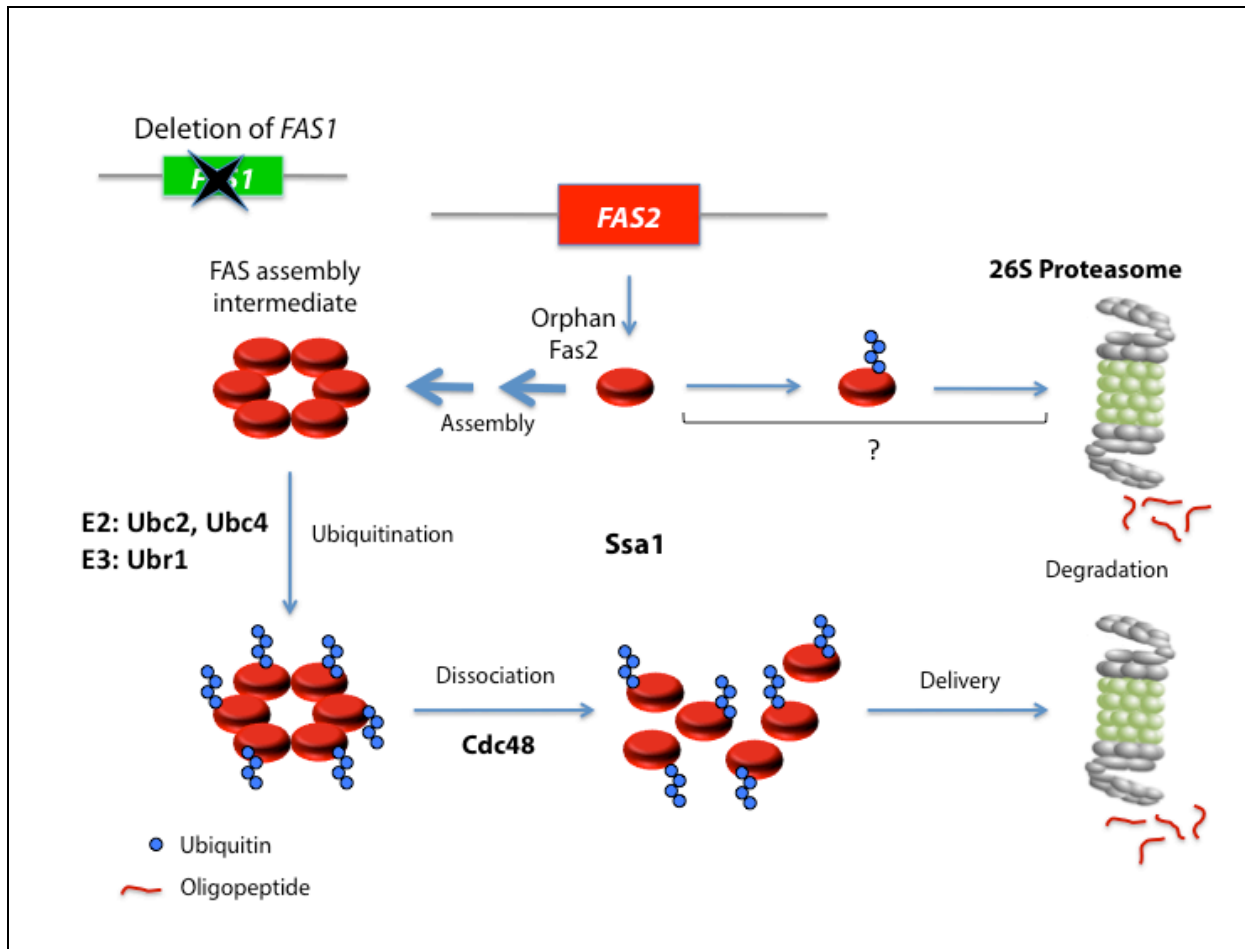 Deletion of FAS1
FAS1
FAS2
26S Proteasome
FAS assembly
intermediate
Orphan
Fas2
Assembly
?
E2: Ubc2, Ubc4
E3: Ubr1
Ubiquitination
Ssa1
Degradation
Dissociation
Cdc48
Delivery
Ubiquitin
Oligopeptide